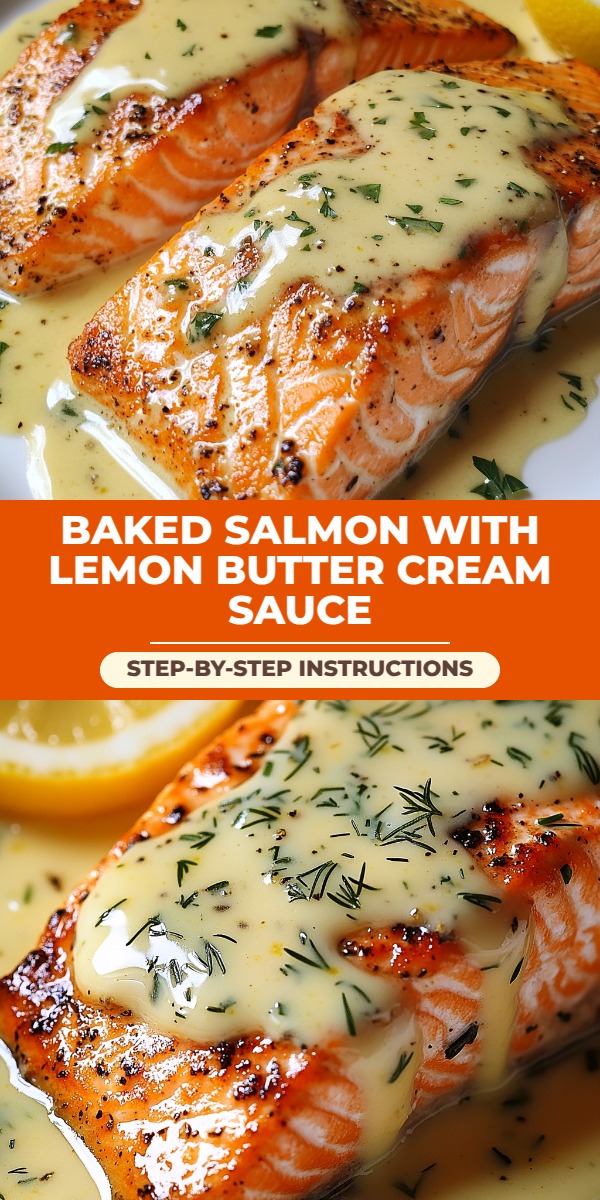 BAKED SALMON WITH
LEMON BUTTER CREAM
SAUCE
STEP-BY-STEP INSTRUCTIONS